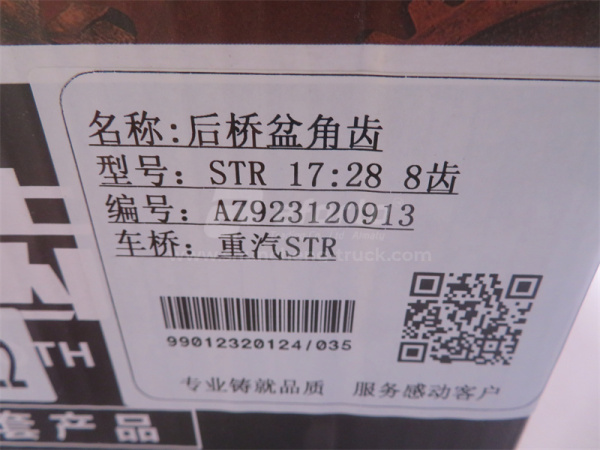 名称:后桥盆角齿
型号: STR 17:28 8齿
编号: AZ923120913
车桥: 重汽STR
99012320124/035
专业铸就品质 服务感动客户
TH
套产品